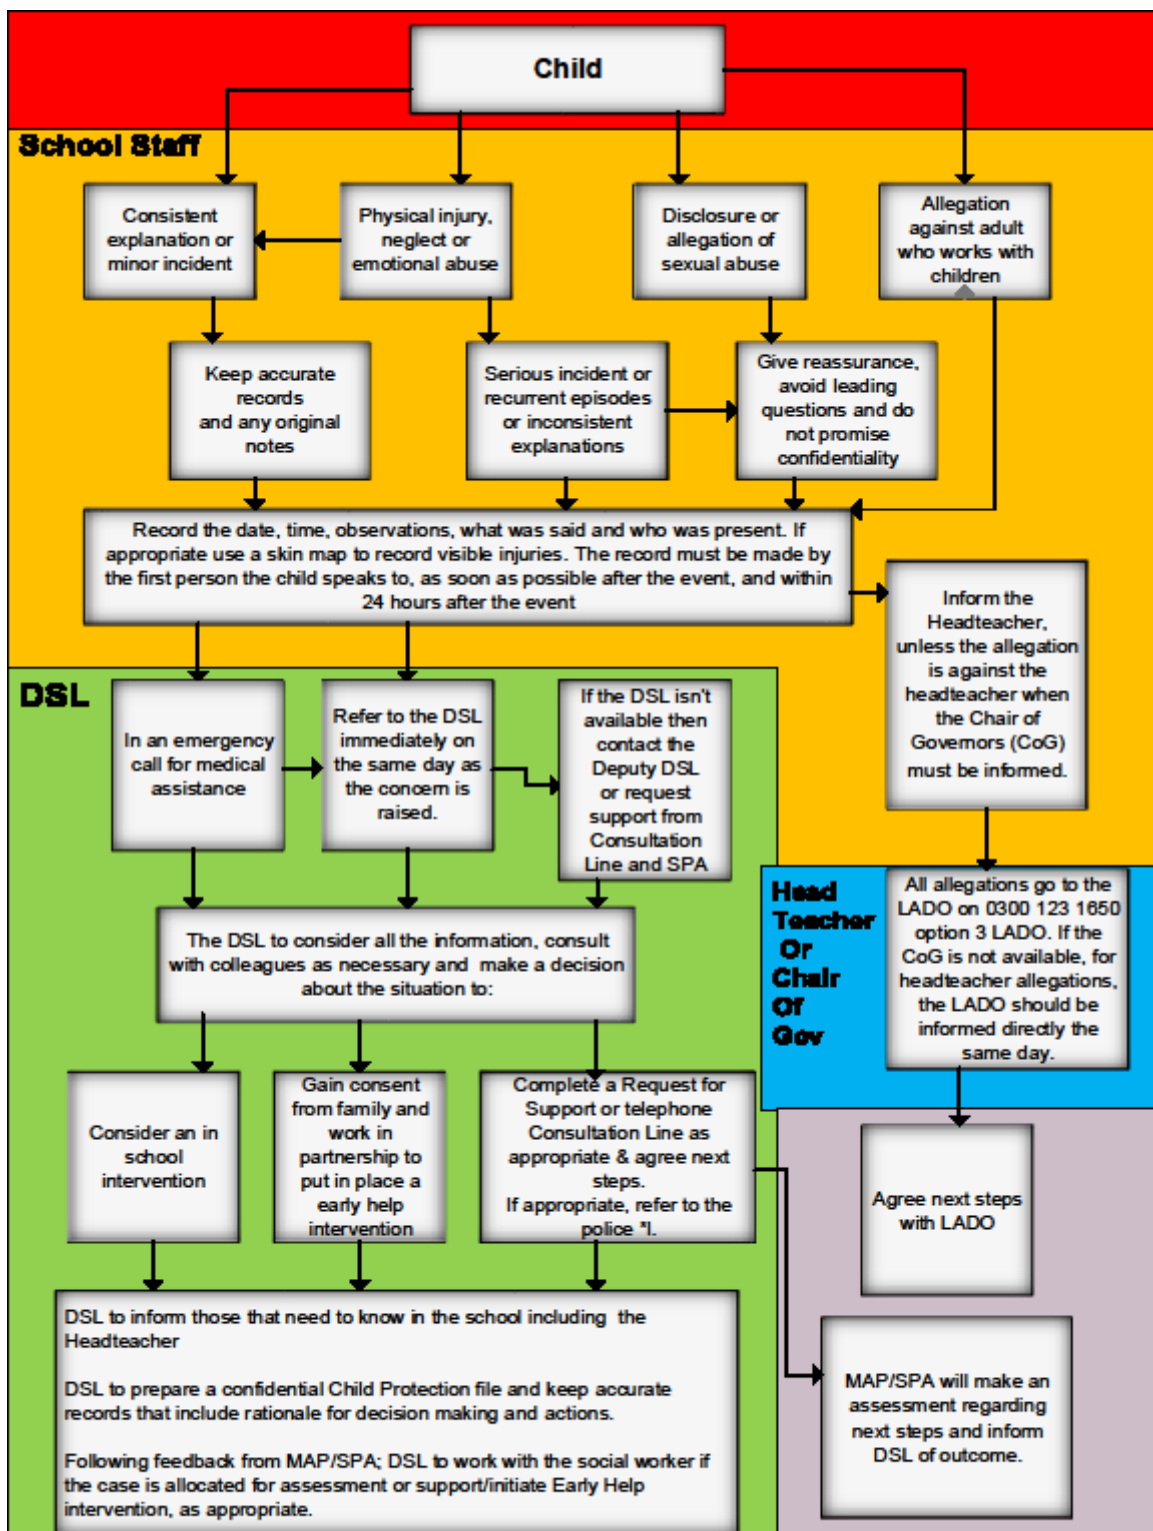 Child
School Staff
Consistent
explanation or
minor incident
Physical injury,
neglect or
emotional abuse
Disclosure or
allegation of
sexual abuse
Allegation
against adult
who works with
children
Keep accurate
records
and any original
notes
Serious incident or
recurrent episodes
or inconsistent
explanations
Give reassurance,
avoid leading
questions and do
not promise
confidentiality
Record the date, time, observations, what was said and who was present. If
appropriate use a skin map to record visible injuries. The record must be made by
the first person the child speaks to, as soon as possible after the event, and within
24 hours after the event
Inform the
Headteacher,
unless the allegation
is against the
headteacher when
the Chair of
Governors (CoG)
must be informed.
DSL
In an emergency
call for medical
assistance
Refer to the DSL
immediately on
the same day as
the concern is
raised.
If the DSL isn't
available then
contact the
Deputy DSL
or request
support from
Consultation
Line and SPA
Head
Teacher
Or
Chair
Of
Gov
All allegations go to the
LADO on 0300 123 1650
option 3 LADO. If the
CoG is not available, for
headteacher allegations,
the LADO should be
informed directly the
same day.
The DSL to consider all the information, consult
with colleagues as necessary and make a decision
about the situation to:
Consider an in
school
intervention
Gain consent
from family and
work in
partnership to
put in place a
early help
intervention
Complete a Request for
Support or telephone
Consultation Line as
appropriate & agree next
steps.
If appropriate, refer to the
police *I.
Agree next steps
with LADO
DSL to inform those that need to know in the school including the
Headteacher
DSL to prepare a confidential Child Protection file and keep accurate
records that include rationale for decision making and actions.
Following feedback from MAP/SPA; DSL to work with the social worker if
the case is allocated for assessment or support/initiate Early Help
intervention, as appropriate.
MAP/SPA will make an
assessment regarding
next steps and inform
DSL of outcome.